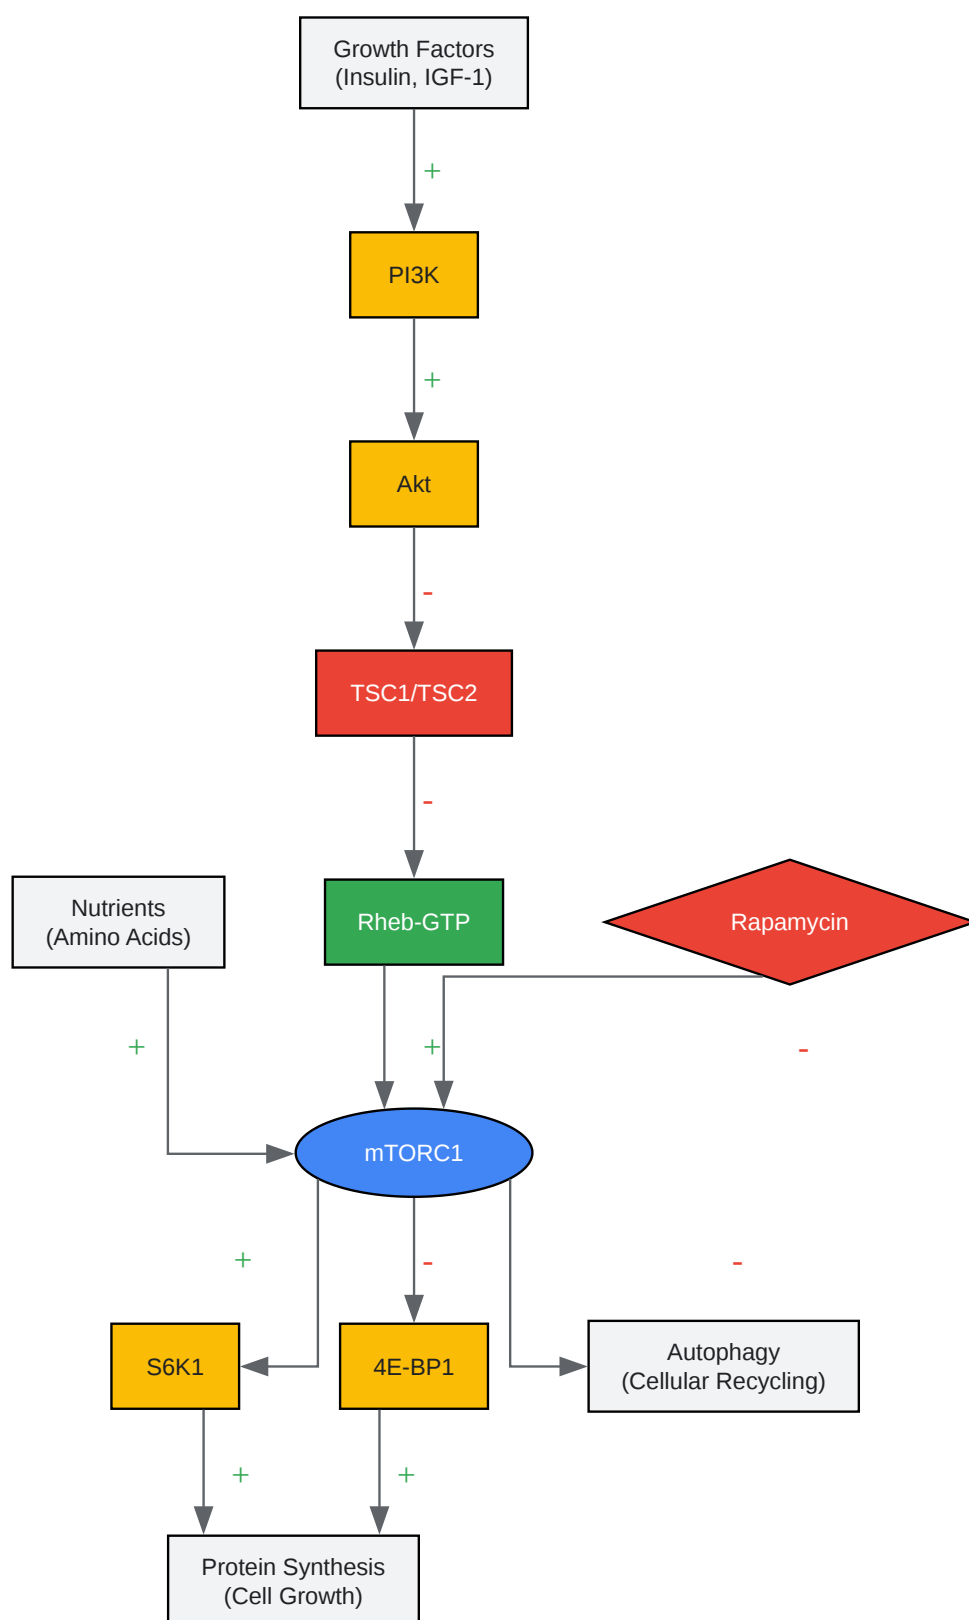 Growth Factors
(Insulin, IGF-1)
+
PI3K
+
Akt
-
TSC1/TSC2
-
Nutrients
(Amino Acids)
Rheb-GTP
Rapamycin
+
+
-
mTORC1
+
-
-
S6K1
4E-BP1
Autophagy
(Cellular Recycling)
+
+
Protein Synthesis
(Cell Growth)